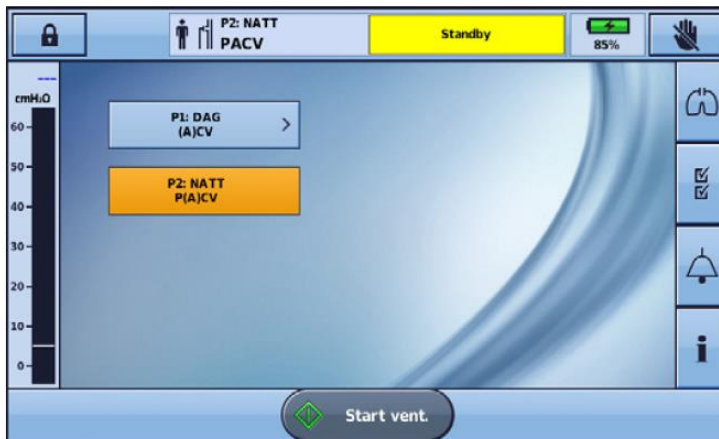 P2: NATT
PACV
Standby
85%
---
cmH₂O
60
50
40
30
20
10
0
P1: DAG
(A)CV
>
P2: NATT
P(A)CV
i
Start vent.